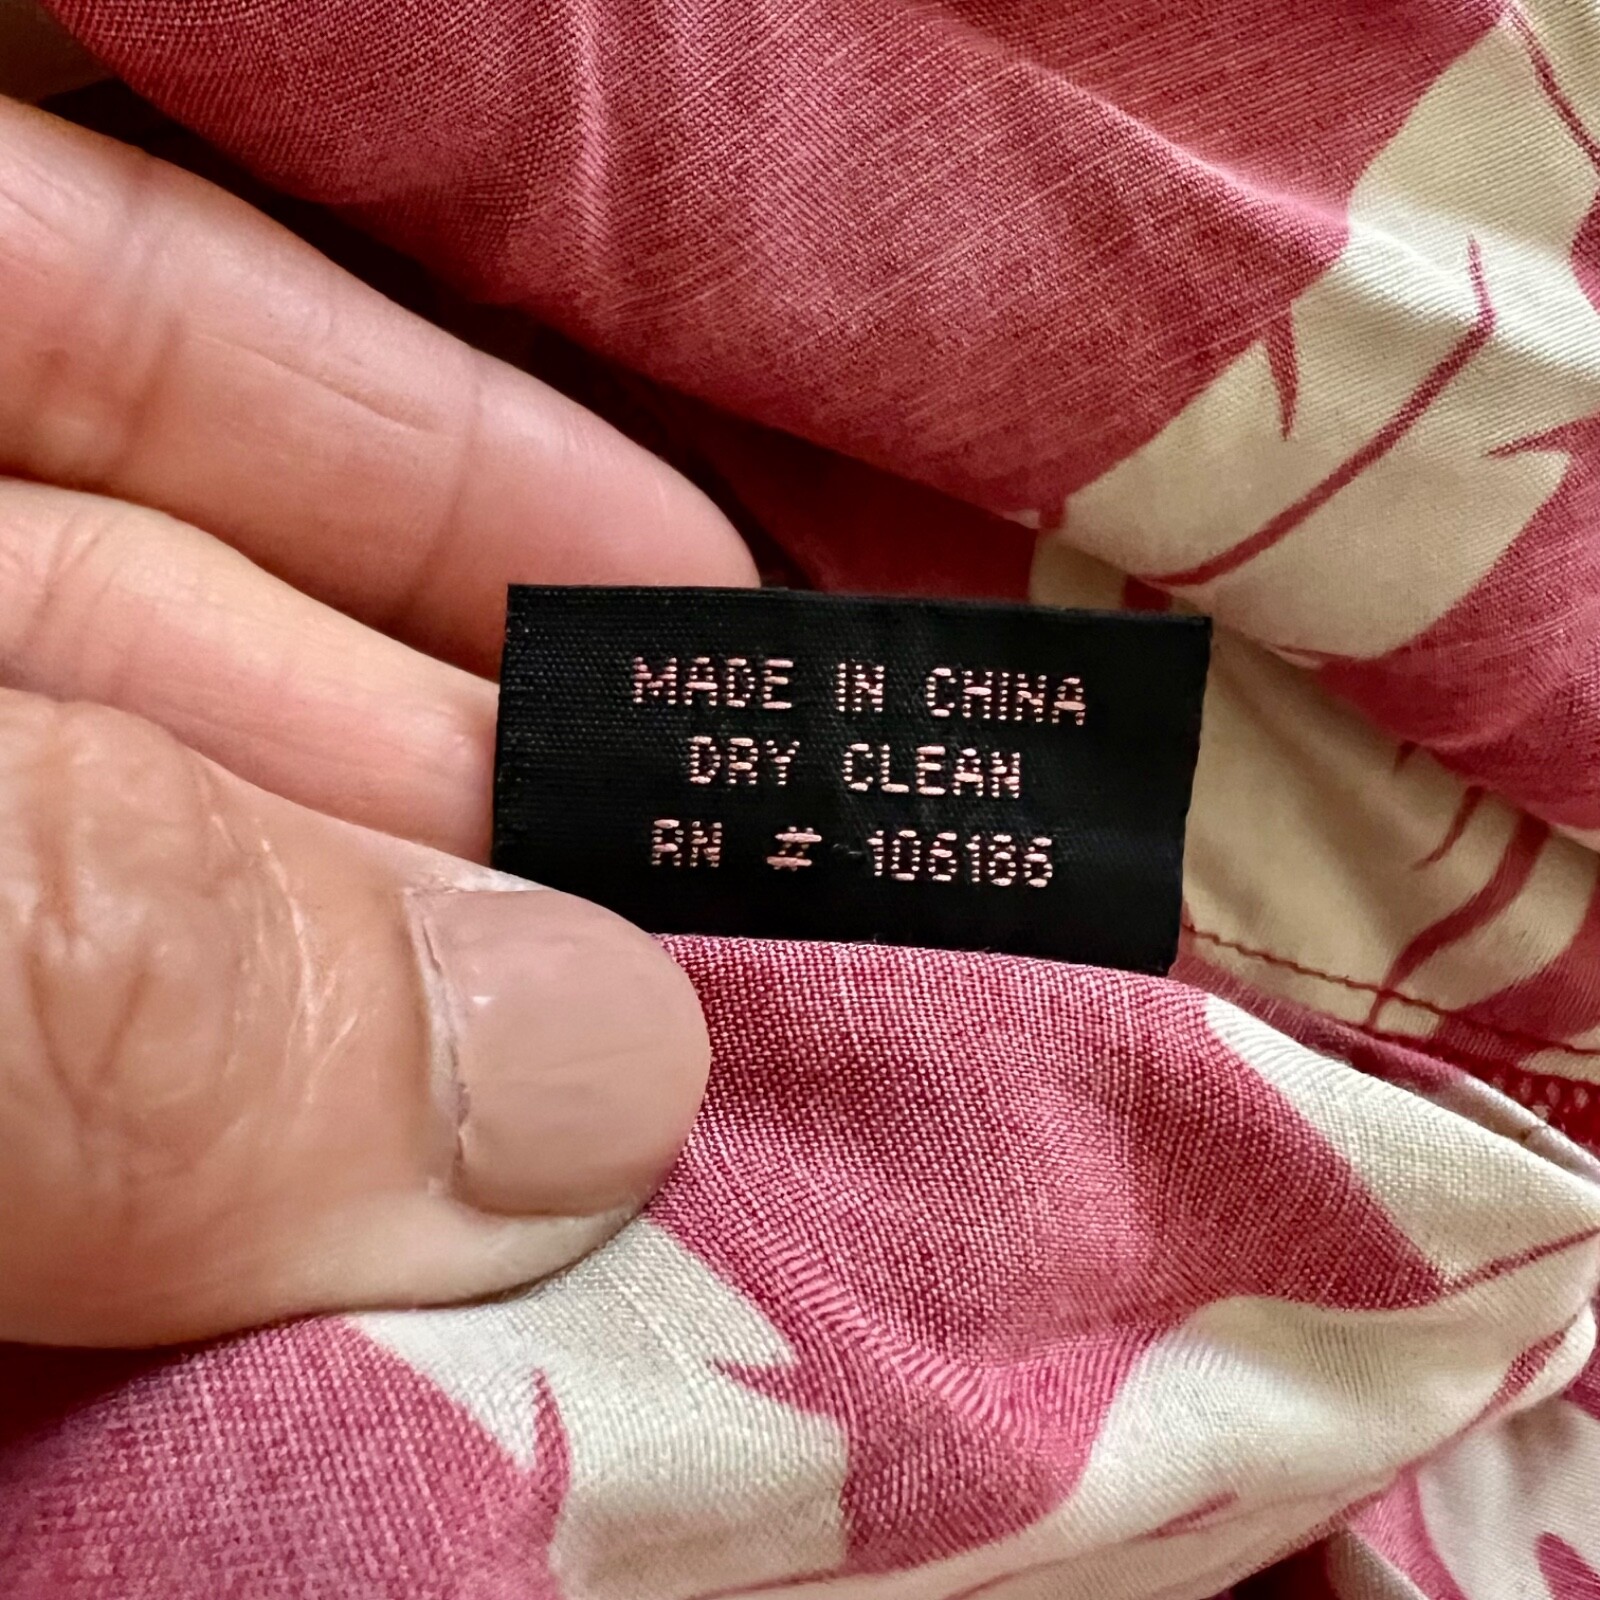 MADE IN CHINA
DRY CLEAN
RN # 106186